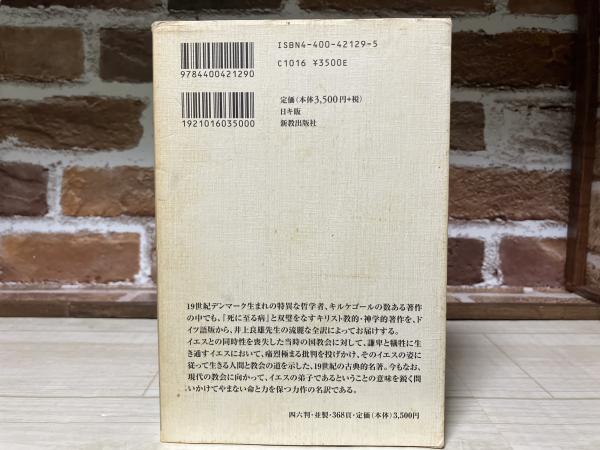 ISBN4-400-42129-5
C1016 ¥3500E
9784400421290
定価(本体3,500円+税)
日キ販
新教出版社
1921016035000
19世紀デンマーク生まれの特異な哲学者、キルケゴールの数ある著作
の中でも、『死に至る病』と双璧をなすキリスト教的・神学的著作を、ド
イツ語版から、井上良雄先生の流麗な全訳によってお届けする。
イエスとの同時性を喪失した当時の国教会に対して、謙卑と犠牲に生
き通すイエスにおいて、痛烈極まる批判を投げかけ、そのイエスの姿に
従って生きる人間と教会の道を示した、19世紀の古典的名著。今もなお、
現代の教会に向かって、イエスの弟子であるということの意味を鋭く問
いかけてやまない命と力を保つ力作の名訳である。
四六判・並製・368頁・定価(本体)3,500円